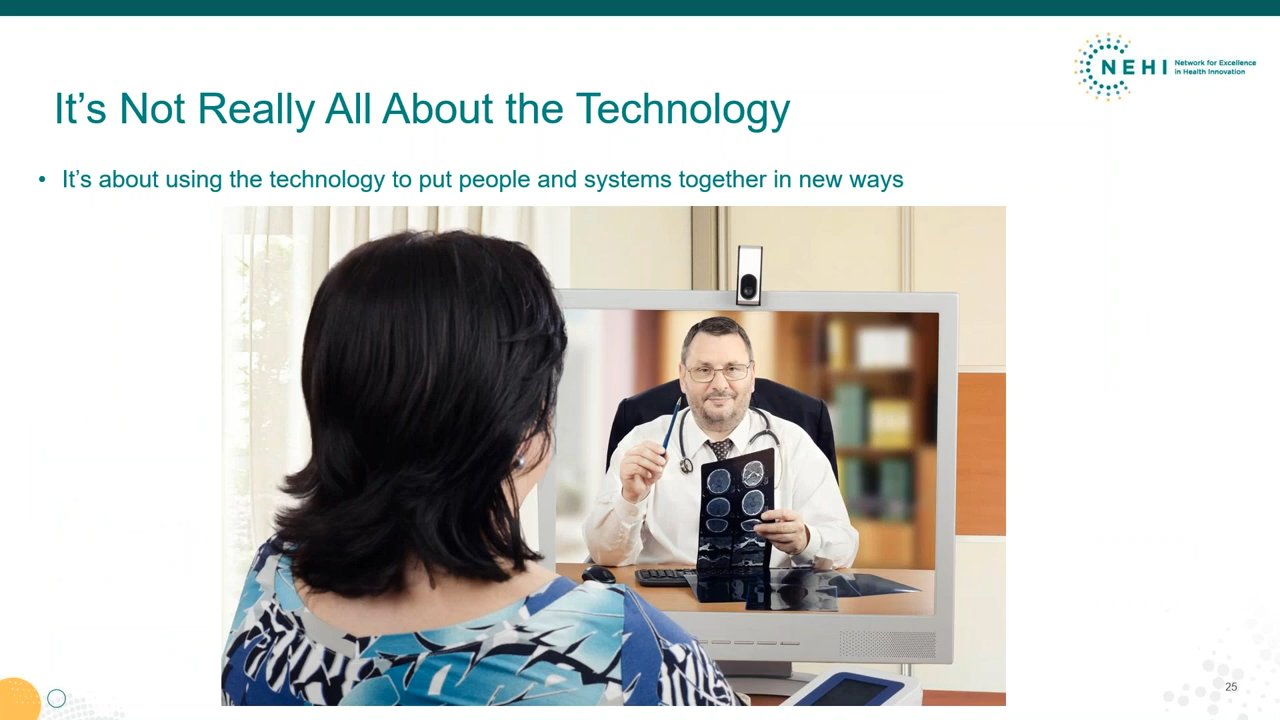 NEHI
Network for Excellence
in Health Innovation
It's Not Really All About the Technology
• It's about using the technology to put people and systems together in new ways
25